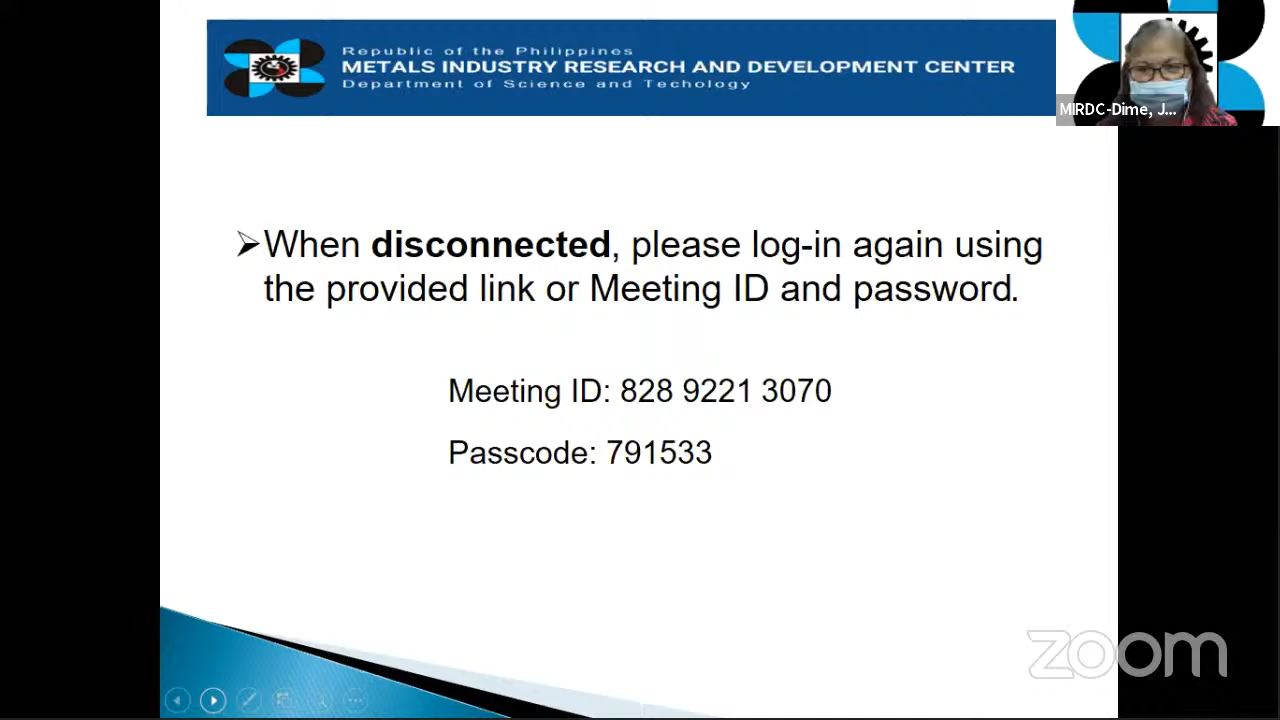 Republic of the Philippines
METALS INDUSTRY RESEARCH AND DEVELOPMENT CENTER
Department of Science and Techology
MIRDC-Dime, J...
➢When disconnected, please log-in again using
the provided link or Meeting ID and password.
Meeting ID: 828 9221 3070
Passcode: 791533
zoom